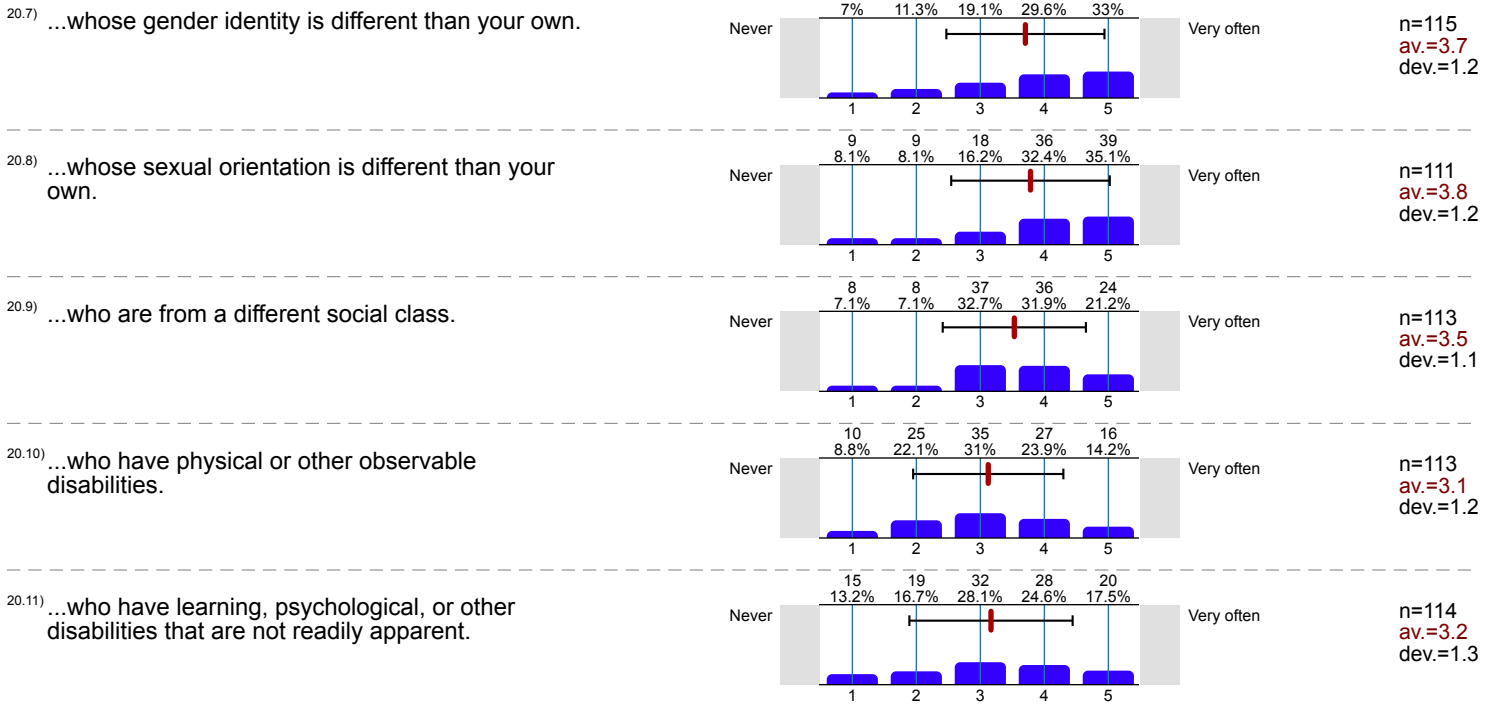 7% 11.3% 19.1% 29.6% 33%
20.7) ...whose gender identity is different than your own.
Never
Very often
n=115
av.=3.7
dev.=1.2
1 2 3 4 5
9 9 18 36 39
8.1% 8.1% 16.2% 32.4% 35.1%
20.8) ...whose sexual orientation is different than your
own.
Never
Very often
n=111
av.=3.8
dev.=1.2
1 2 3 4 5
8 8 37 36 24
7.1% 7.1% 32.7% 31.9% 21.2%
20.9) ...who are from a different social class.
Never
Very often
n=113
av.=3.5
dev.=1.1
1 2 3 4 5
10 25 35 27 16
8.8% 22.1% 31% 23.9% 14.2%
20.10) ...who have physical or other observable
disabilities.
Never
Very often
n=113
av.=3.1
dev.=1.2
1 2 3 4 5
15 19 32 28 20
13.2% 16.7% 28.1% 24.6% 17.5%
20.11) ...who have learning, psychological, or other
disabilities that are not readily apparent.
Never
Very often
n=114
av.=3.2
dev.=1.3
1 2 3 4 5